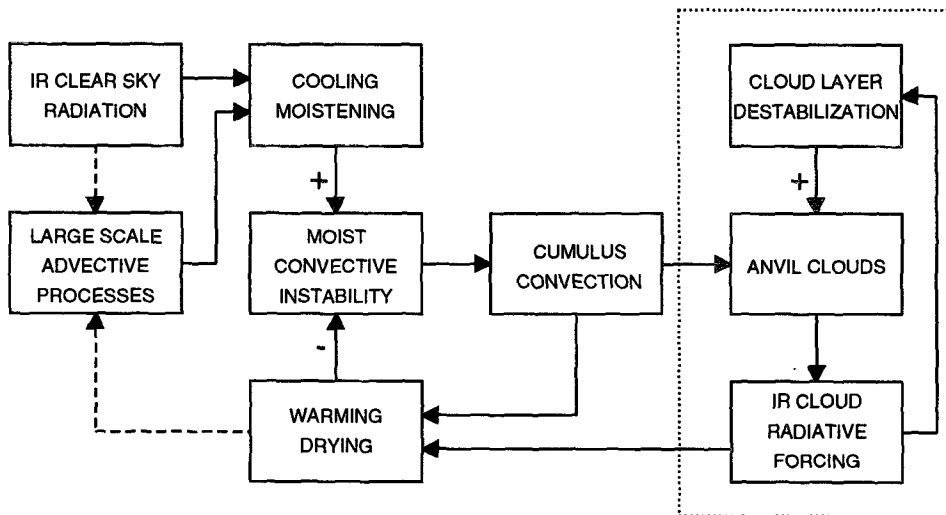 IR CLEAR SKY
RADIATION
COOLING
MOISTENING
CLOUD LAYER
DESTABILIZATION
+
+
LARGE SCALE
ADVECTIVE
PROCESSES
MOIST
CONVECTIVE
INSTABILITY
CUMULUS
CONVECTION
ANVIL CLOUDS
-
WARMING
DRYING
IR CLOUD
RADIATIVE
FORCING